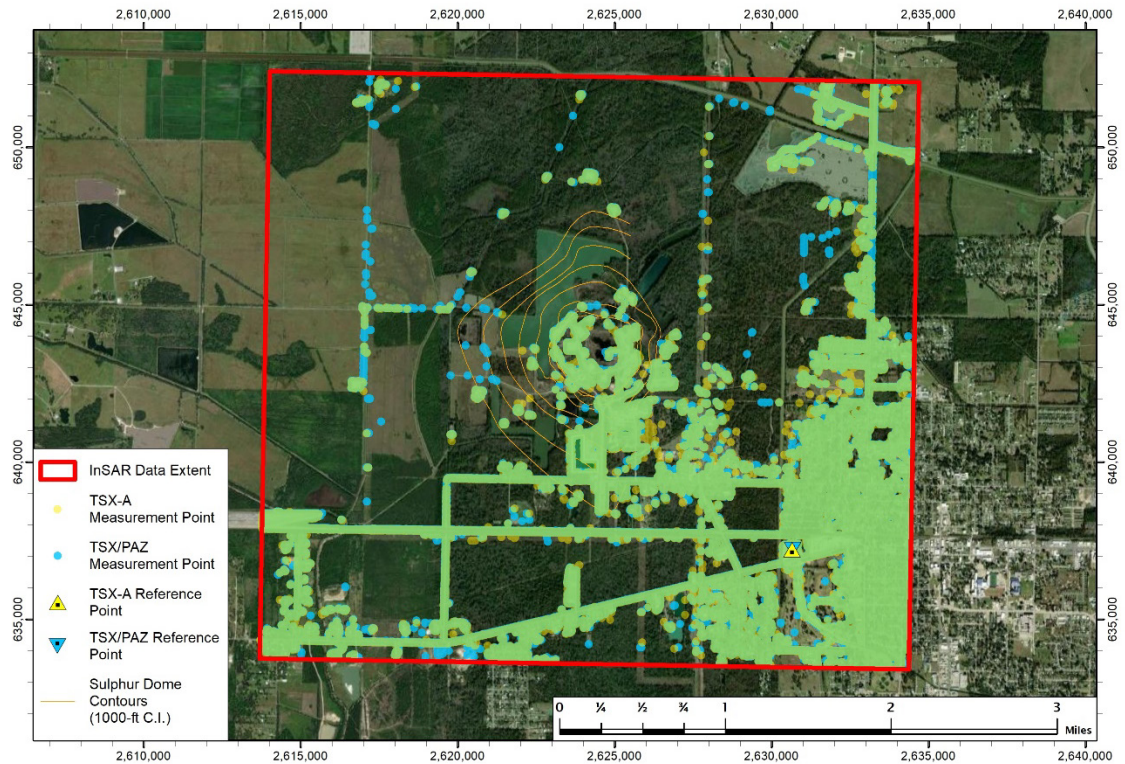 2,610,000 2,615,000 2,620,000 2,625,000 2,630,000 2,635,000 2,640,000
650,000 650,000
645,000 645,000
640,000 640,000
635,000 635,000
InSAR Data Extent
TSX-A
Measurement Point
TSX/PAZ
Measurement Point
TSX-A Reference
Point
TSX/PAZ Reference
Point
Sulphur Dome
Contours
(1000-ft C.I.)
0 ¼ ½ ¾ 1 2 3
Miles
2,610,000 2,615,000 2,620,000 2,625,000 2,630,000 2,635,000 2,640,000